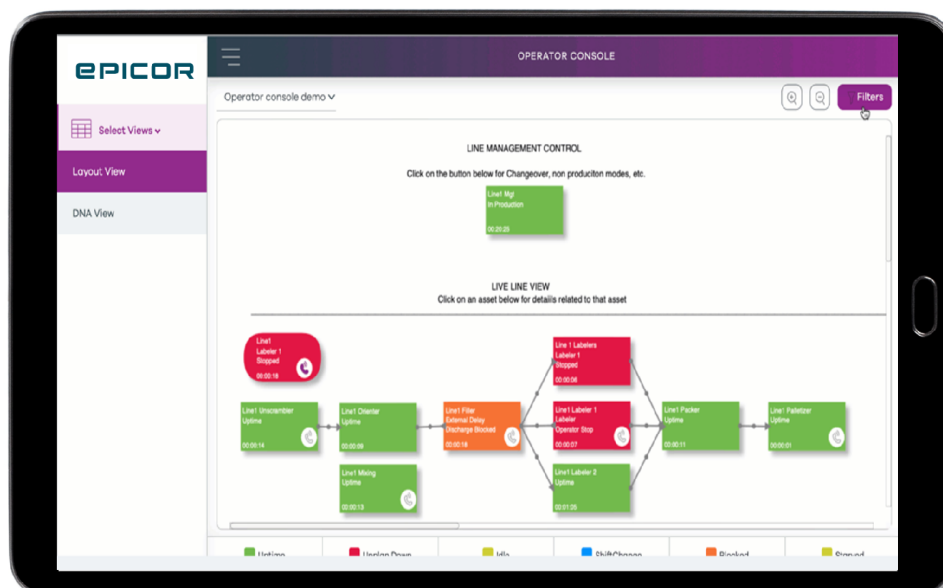 EPICOR
OPERATOR CONSOLE
Operator console demo
Filters
Select Views
Layout View
DNA View
LINE MANAGEMENT CONTROL
Click on the button below for Changeover, non produciton modes, etc.
Line1 Mgt
In Production
00:20:25
LIVE LINE VIEW
Click on an asset below for details related to that asset
Line1
Labeler 1
Stopped
00:00:18
Line 1 Labelers
Labeler 1
Stopped
00:00:06
Line1 Unscrambler
Uptime
00:09:14
Line1 Orienter
Uptime
00:00:09
Line1 Filler
External Delay
Discharge Blocked
00:00:18
Line1 Labeler 1
Labeler
Operator Stop
00:00:07
Line1 Packer
Uptime
00:00:11
Line1 Palletizer
Uptime
00:00:01
Line1 Mixing
Uptime
00:00:13
Line1 Labeler 2
Uptime
00:01:05
Uptime
Unplan Down
Idle
ShiftChange
Blocked
Starved